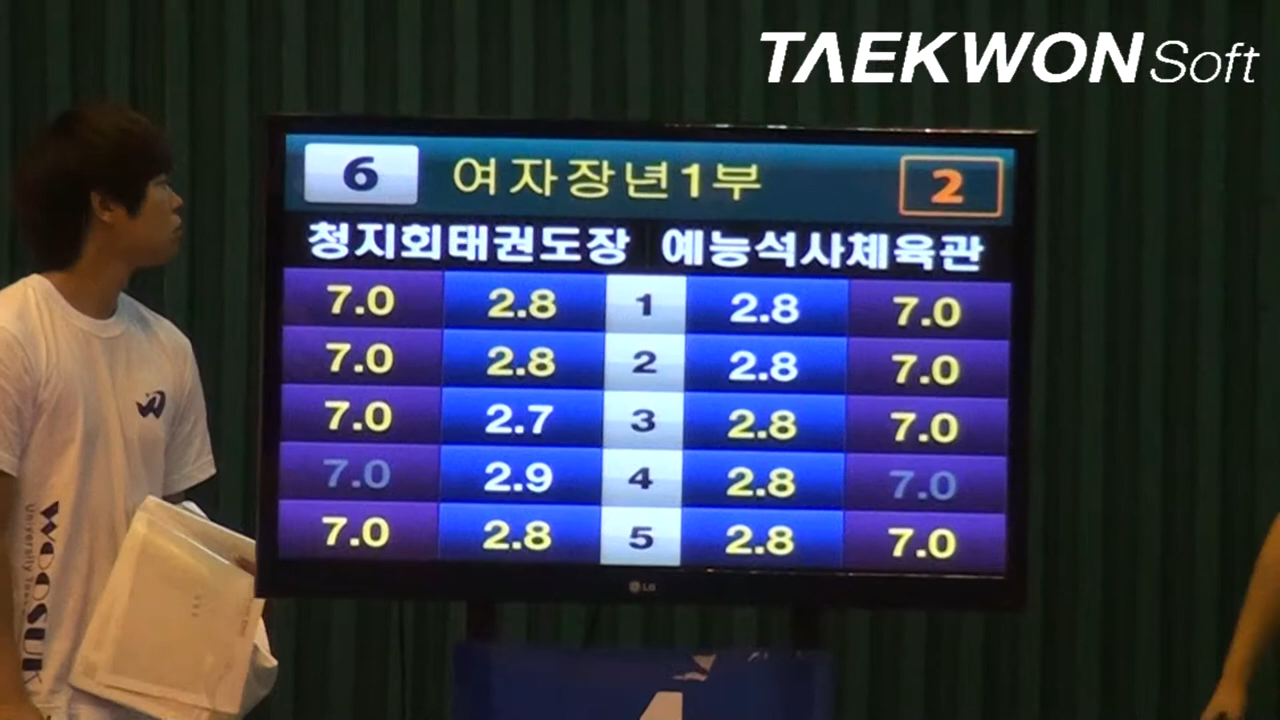 TAEKWON Soft
6 여자장년1부 2
청지회태권도장 예능석사체육관
7.0 2.8 1 2.8 7.0
7.0 2.8 2 2.8 7.0
7.0 2.7 3 2.8 7.0
7.0 2.9 4 2.8 7.0
7.0 2.8 5 2.8 7.0
LG
WOOSUK
University